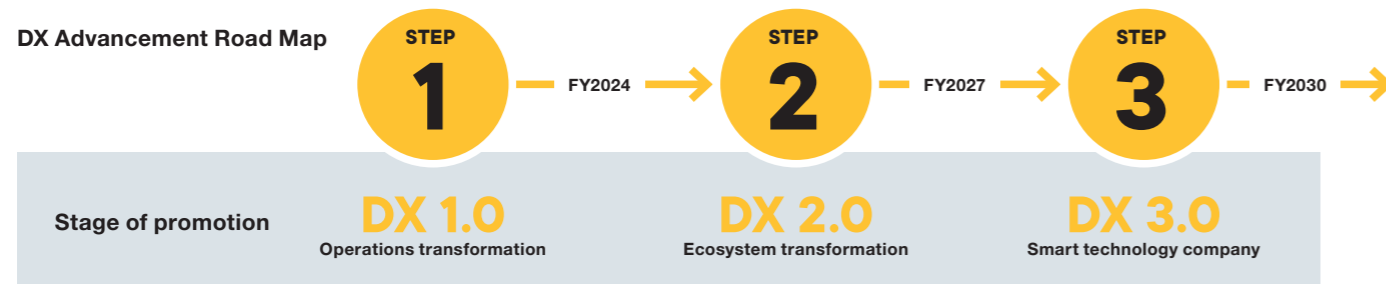 DX Advancement Road Map
STEP
1
FY2024
STEP
2
FY2027
STEP
3
FY2030
Stage of promotion
DX 1.0
Operations transformation
DX 2.0
Ecosystem transformation
DX 3.0
Smart technology company